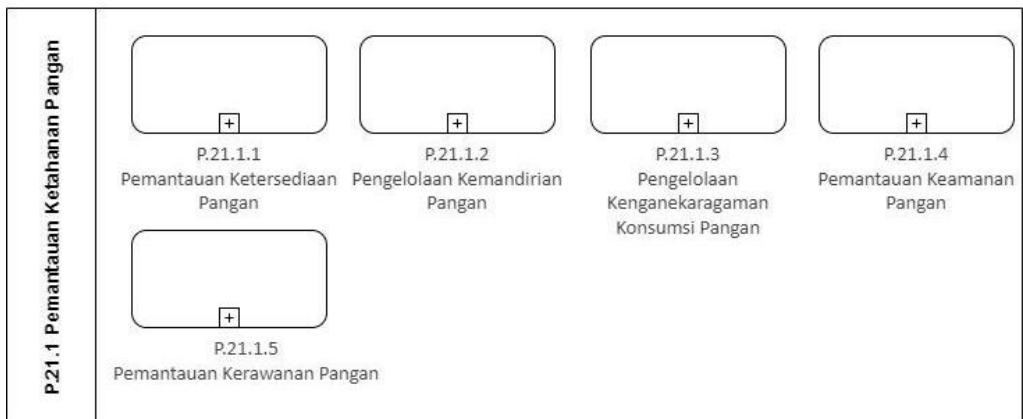 P.21.1 Pemantauan Ketahanan Pangan
P.21.1.1
Pemantauan Ketersediaan
Pangan
P.21.1.2
Pengelolaan Kemandirian
Pangan
P.21.1.3
Pengelolaan
Kenganekaragaman
Konsumsi Pangan
P.21.1.4
Pemantauan Keamanan
Pangan
P.21.1.5
Pemantauan Kerawanan Pangan